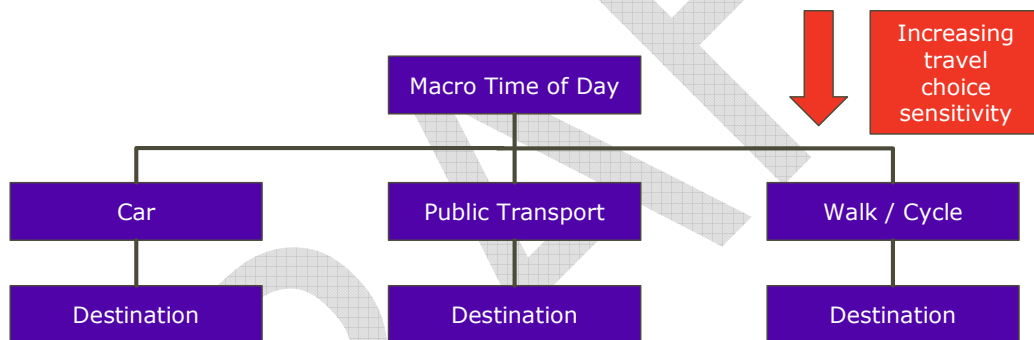 Increasing
travel
choice
sensitivity
Macro Time of Day
Car
Public Transport
Walk / Cycle
Destination
Destination
Destination